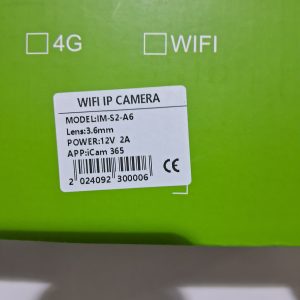 4G WIFI
WIFI IP CAMERA
MODEL:IM-S2-A6
Lens:3.6mm
POWER:12V 2A
APP:iCam 365
CE
2 024092 300006